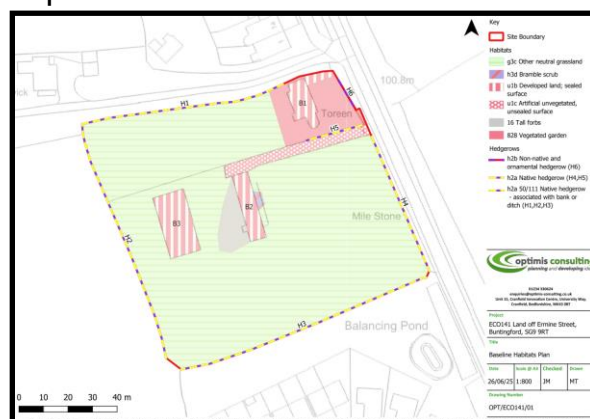 Key
Site Boundary
Habitats
g3c Other neutral grassland
h3d Bramble scrub
u1b Developed land; sealed
surface
u1c Artificial unvegetated,
unsealed surface
16 Tall forbs
828 Vegetated garden
Hedgerows
h2b Non-native and
ornamental hedgerow (H6)
h2a Native hedgerow (H4,H5)
h2a 50/111 Native hedgerow
- associated with bank or
ditch (H1,H2,H3)
100.8m
H1
B1
H6
Toreen
H5
B2
B3
H4
Mile Stone
H2
H3
Balancing Pond
0 10 20 30 40 m
optimis consulting
planning and developing
Project
ECO141 Land off Ermine Street,
Buntingford, SG9 9RT
Title
Baseline Habitats Plan
Date Scale @ A4 Checked Drawn
26/06/25 1:800 JM MT
Drawing Number
OPT/ECO141/01